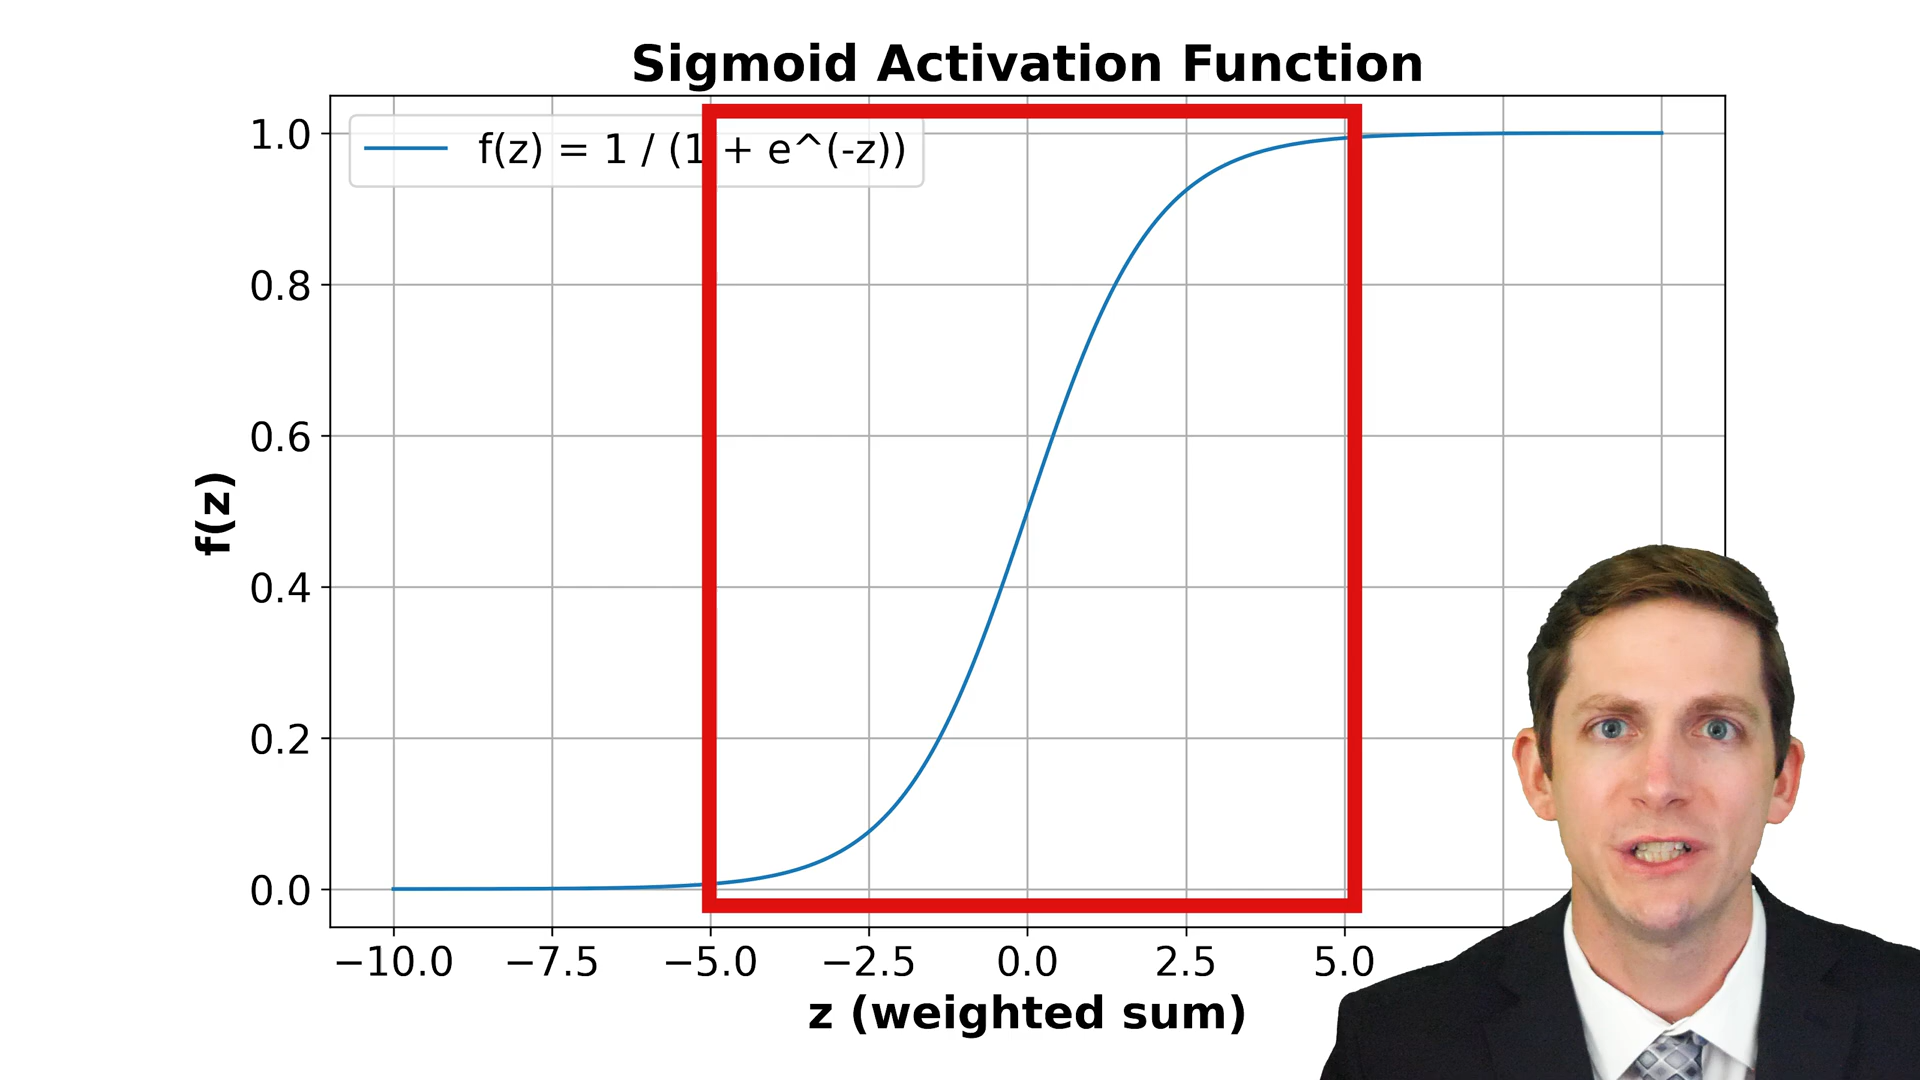 Sigmoid Activation Function
f(z) = 1 / (1 + e^(-z))
1.0
0.8
0.6
0.4
0.2
0.0
f(z)
−10.0 −7.5 −5.0 −2.5 0.0 2.5 5.0
z (weighted sum)